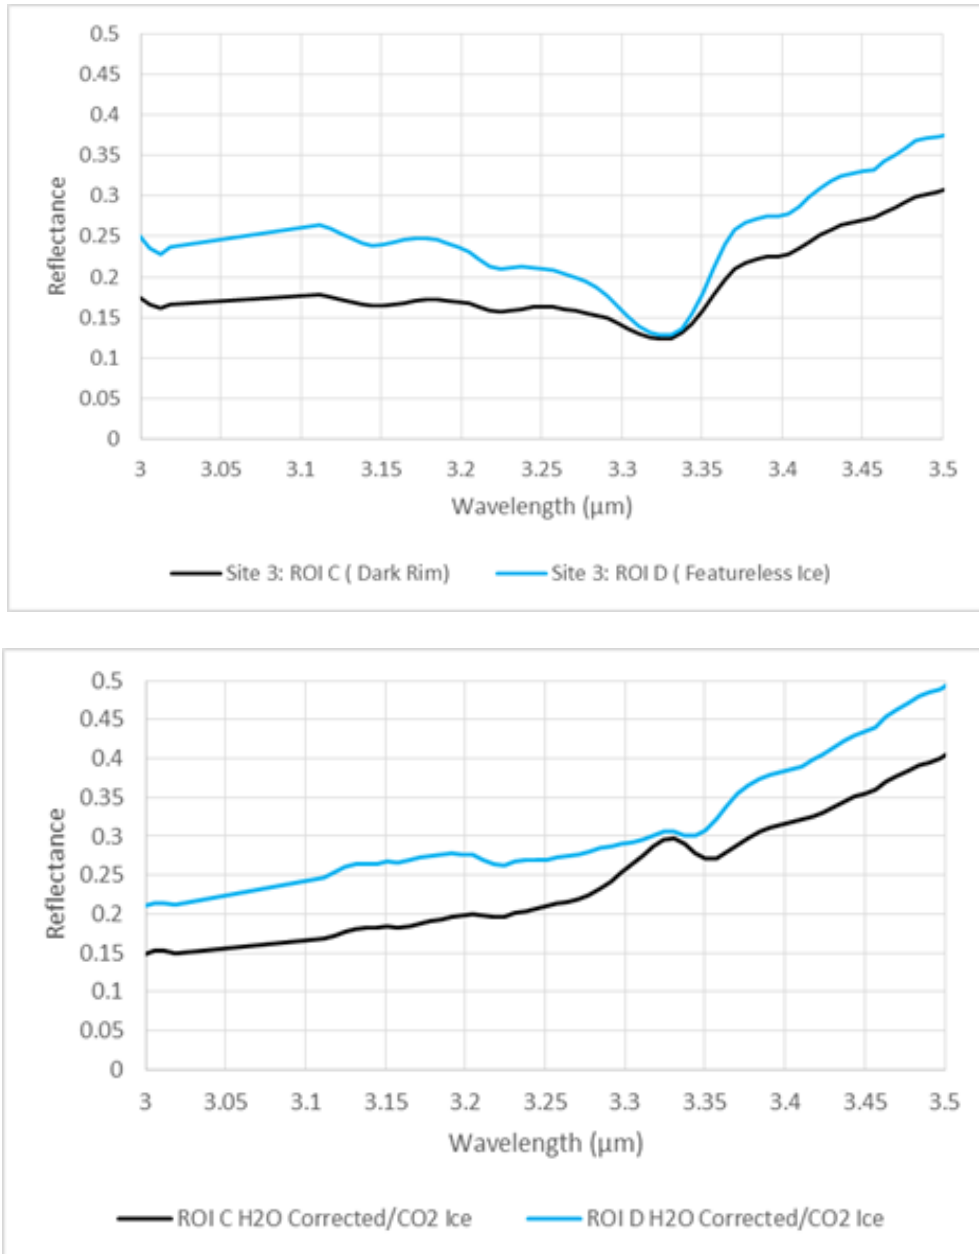 0.5
0.45
0.4
0.35
0.3
0.25
0.2
0.15
0.1
0.05
0
Reflectance
3 3.05 3.1 3.15 3.2 3.25 3.3 3.35 3.4 3.45 3.5
Wavelength (µm)
Site 3: ROI C ( Dark Rim) Site 3: ROI D ( Featureless Ice)
0.5
0.45
0.4
0.35
0.3
0.25
0.2
0.15
0.1
0.05
0
Reflectance
3 3.05 3.1 3.15 3.2 3.25 3.3 3.35 3.4 3.45 3.5
Wavelength (µm)
ROI C H2O Corrected/CO2 Ice ROI D H2O Corrected/CO2 Ice